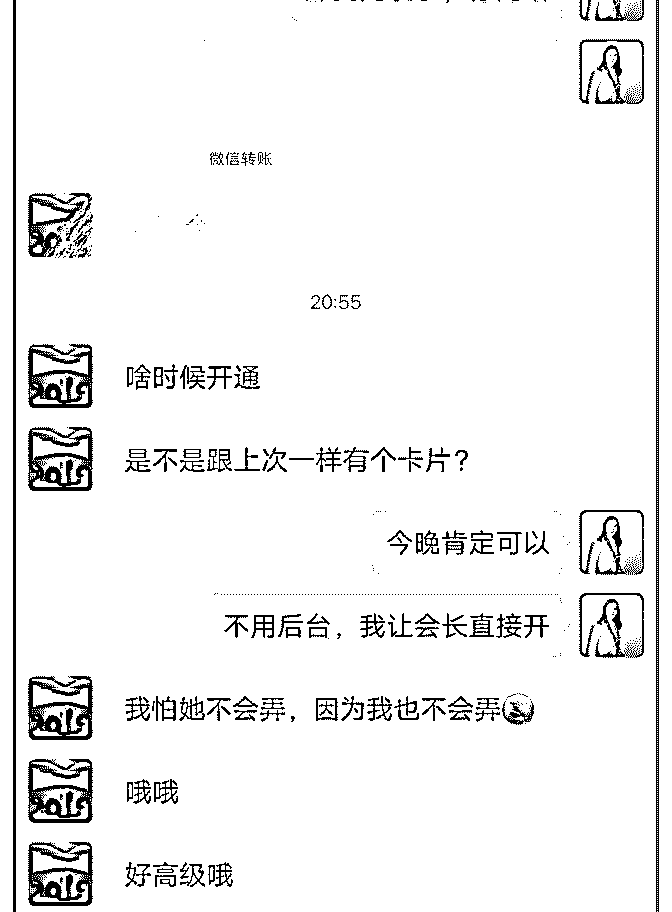 微信转账
20:55
啥时候开通
是不是跟上次一样有个卡片？
今晚肯定可以
不用后台，我让会长直接开
我怕她不会弄，因为我也不会弄
哦哦
好高级哦